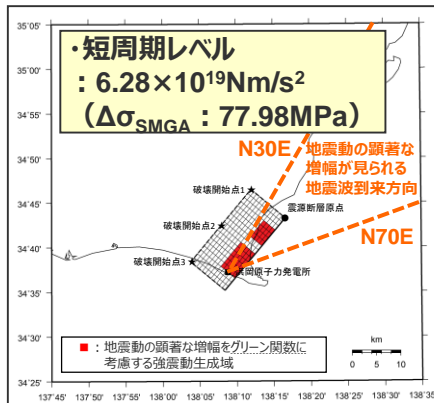 ・短周期レベル
：6.28×10¹⁹Nm/s²
（ΔσSMGA：77.98MPa）
35°05'
34°55'
34°50'
34°45'
34°40'
34°35'
34°30'
34°25'
N30E
地震動の顕著な
増幅が見られる
地震波到来方向
N70E
破壊開始点1
震源断層原点
破壊開始点2
破壊開始点3
浜岡原子力発電所
■：地震動の顕著な増幅をグリーン関数に
考慮する強震動生成域
km
0 5 10
137°45' 137°50' 137°55' 138°00' 138°05' 138°10' 138°15' 138°20' 138°25' 138°30' 138°35'